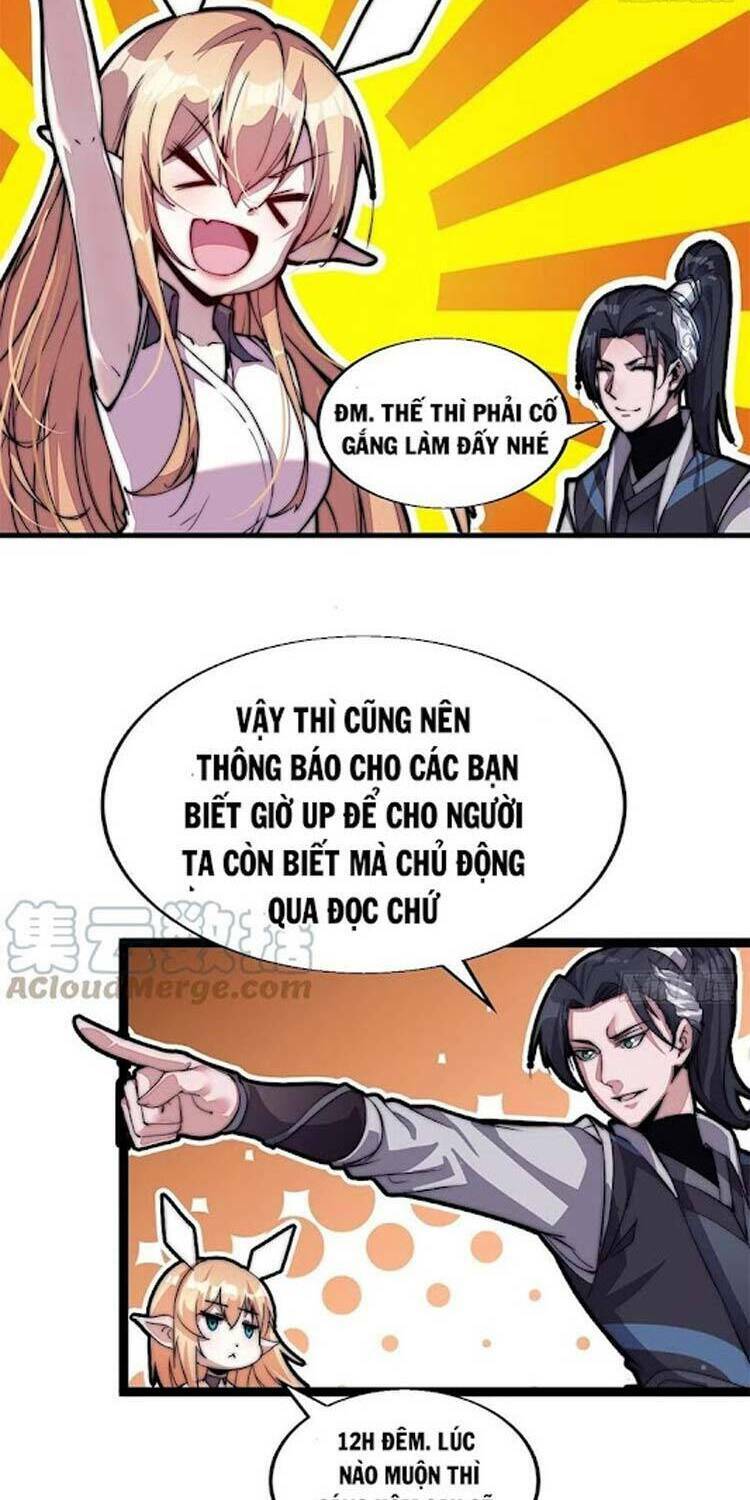 ĐM. THẾ THÌ PHẢI CỐ
GẮNG LÀM ĐẤY NHÉ
VẬY THÌ CŨNG NÊN
THÔNG BÁO CHO CÁC BẠN
BIẾT GIỜ UP ĐỂ CHO NGƯỜI
TA CÒN BIẾT MÀ CHỦ ĐỘNG
QUA ĐỌC CHỨ
集云数据
ACloudMerge.com
12H ĐÊM. LÚC
NÀO MUỐN THÌ